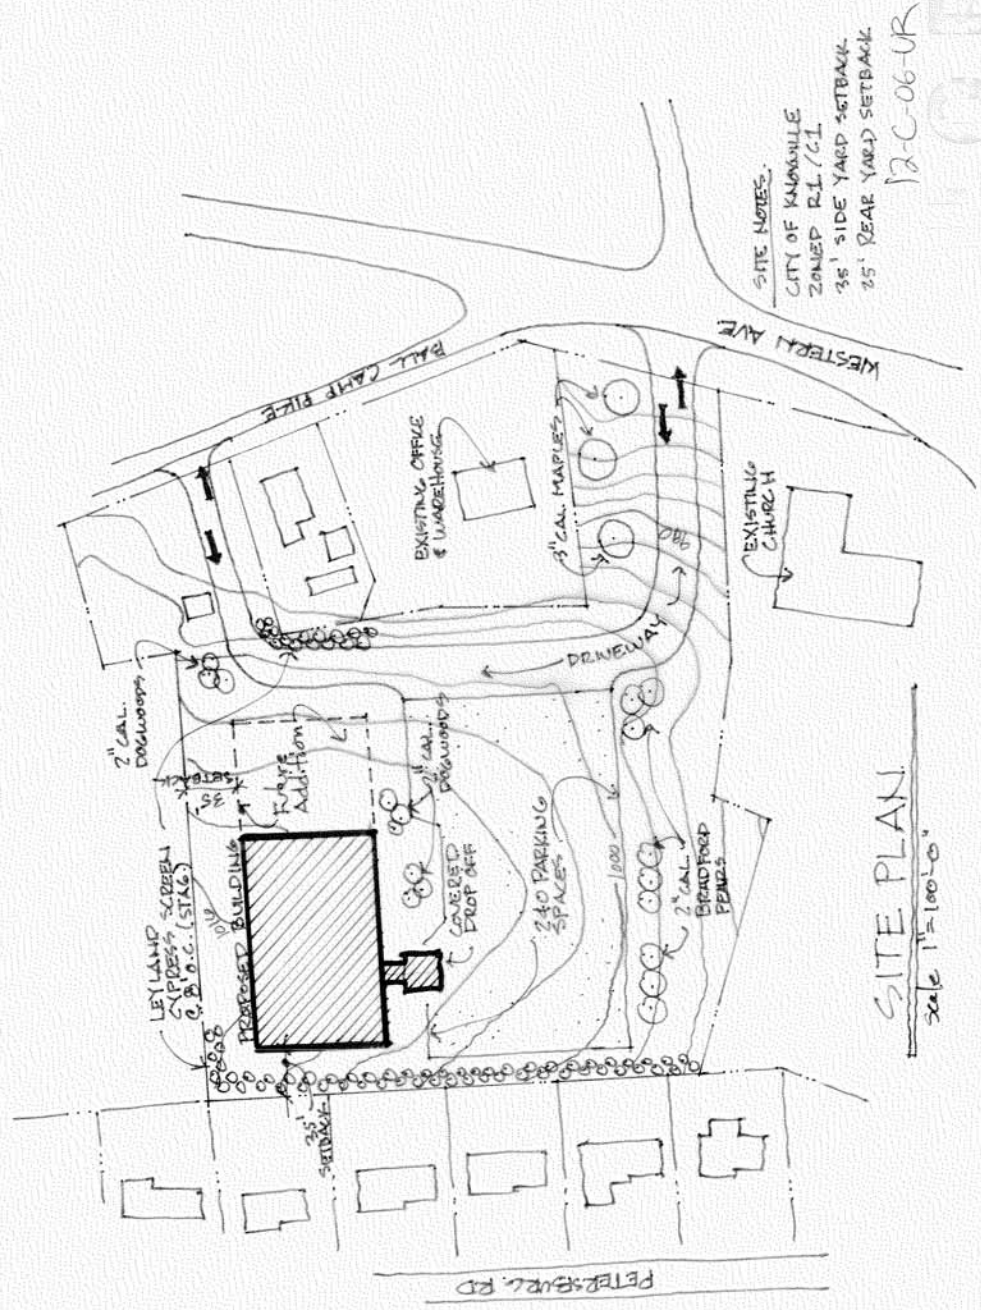 SITE NOTES.
CITY OF KNOXVILLE
ZONED R1/C1
35' SIDE YARD SETBACK
25' REAR YARD SETBACK
12-C-06-UR
BALL CAMP PIKE
WESTERN AVE
EXISTING OFFICE
& WAREHOUSE
3" CAL. MAPLES
EXISTING
CHURCH
980
DRIVEWAY
2" CAL.
DOGWOODS
35'
SETBACK
Future
Addition
2" CAL.
DOGWOODS
LEYLAND
CYPRESS SCREEN
@ 8' O.C. (STAG.)
1018
PROPOSED BUILDING
COVERED
DROP OFF
240 PARKING
SPACES
1000
2" CAL.
BRADFORD
PEARS
35'
SETBACK
PETERSBURG RD
SITE PLAN
scale 1"=100'-0"